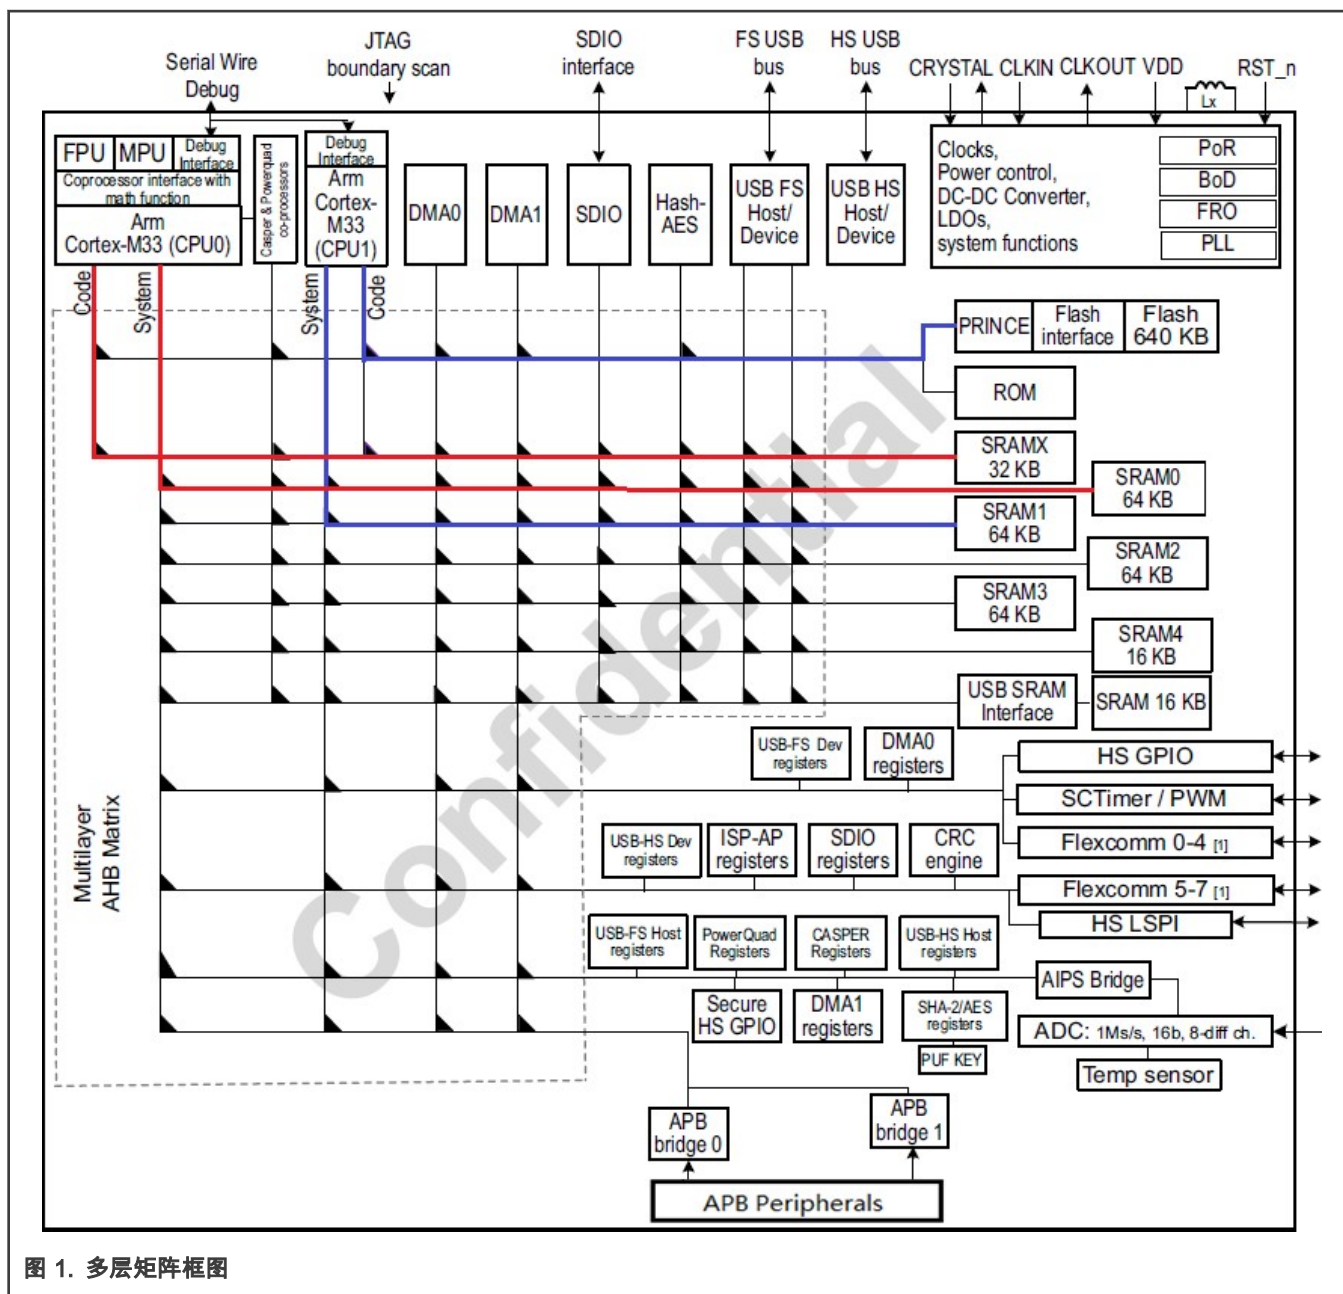 Serial Wire
Debug
JTAG
boundary scan
SDIO
interface
FS USB
bus
HS USB
bus
CRYSTAL
CLKIN
CLKOUT
VDD
Lx
RST_n
FPU
MPU
Debug
Interface
Coprocessor interface with
math function
Arm
Cortex-M33 (CPU0)
Casper & Powerquad
co-processors
Debug
Interface
Arm
Cortex-
M33
(CPU1)
DMA0
DMA1
SDIO
Hash-
AES
USB FS
Host/
Device
USB HS
Host/
Device
Clocks,
Power control,
DC-DC Converter,
LDOs,
system functions
PoR
BoD
FRO
PLL
Code
System
System
Code
PRINCE
Flash
interface
Flash
640 KB
ROM
SRAMX
32 KB
SRAM0
64 KB
SRAM1
64 KB
SRAM2
64 KB
SRAM3
64 KB
SRAM4
16 KB
USB SRAM
Interface
SRAM 16 KB
Confidential
Multilayer
AHB Matrix
USB-FS Dev
registers
DMA0
registers
HS GPIO
SCTimer / PWM
Flexcomm 0-4 [1]
USB-HS Dev
registers
ISP-AP
registers
SDIO
registers
CRC
engine
Flexcomm 5-7 [1]
HS LSPI
USB-FS Host
registers
PowerQuad
Registers
CASPER
Registers
USB-HS Host
registers
AIPS Bridge
Secure
HS GPIO
DMA1
registers
SHA-2/AES
registers
PUF KEY
ADC: 1Ms/s, 16b, 8-diff ch.
Temp sensor
APB
bridge 0
APB
bridge 1
APB Peripherals
图 1. 多层矩阵框图